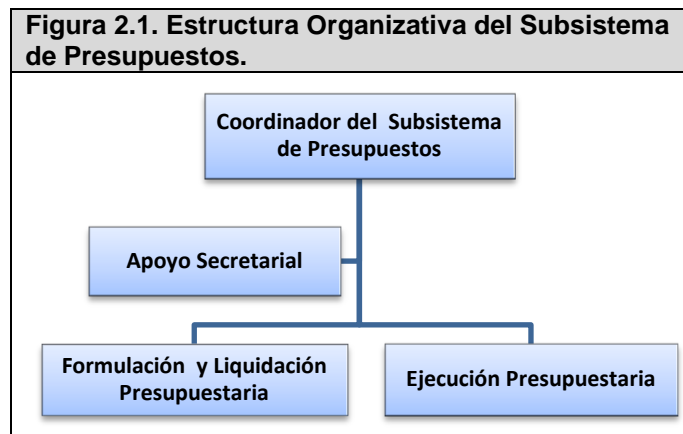 Figura 2.1. Estructura Organizativa del Subsistema
de Presupuestos.
Coordinador del Subsistema
de Presupuestos
Apoyo Secretarial
Formulación y Liquidación
Presupuestaria
Ejecución Presupuestaria